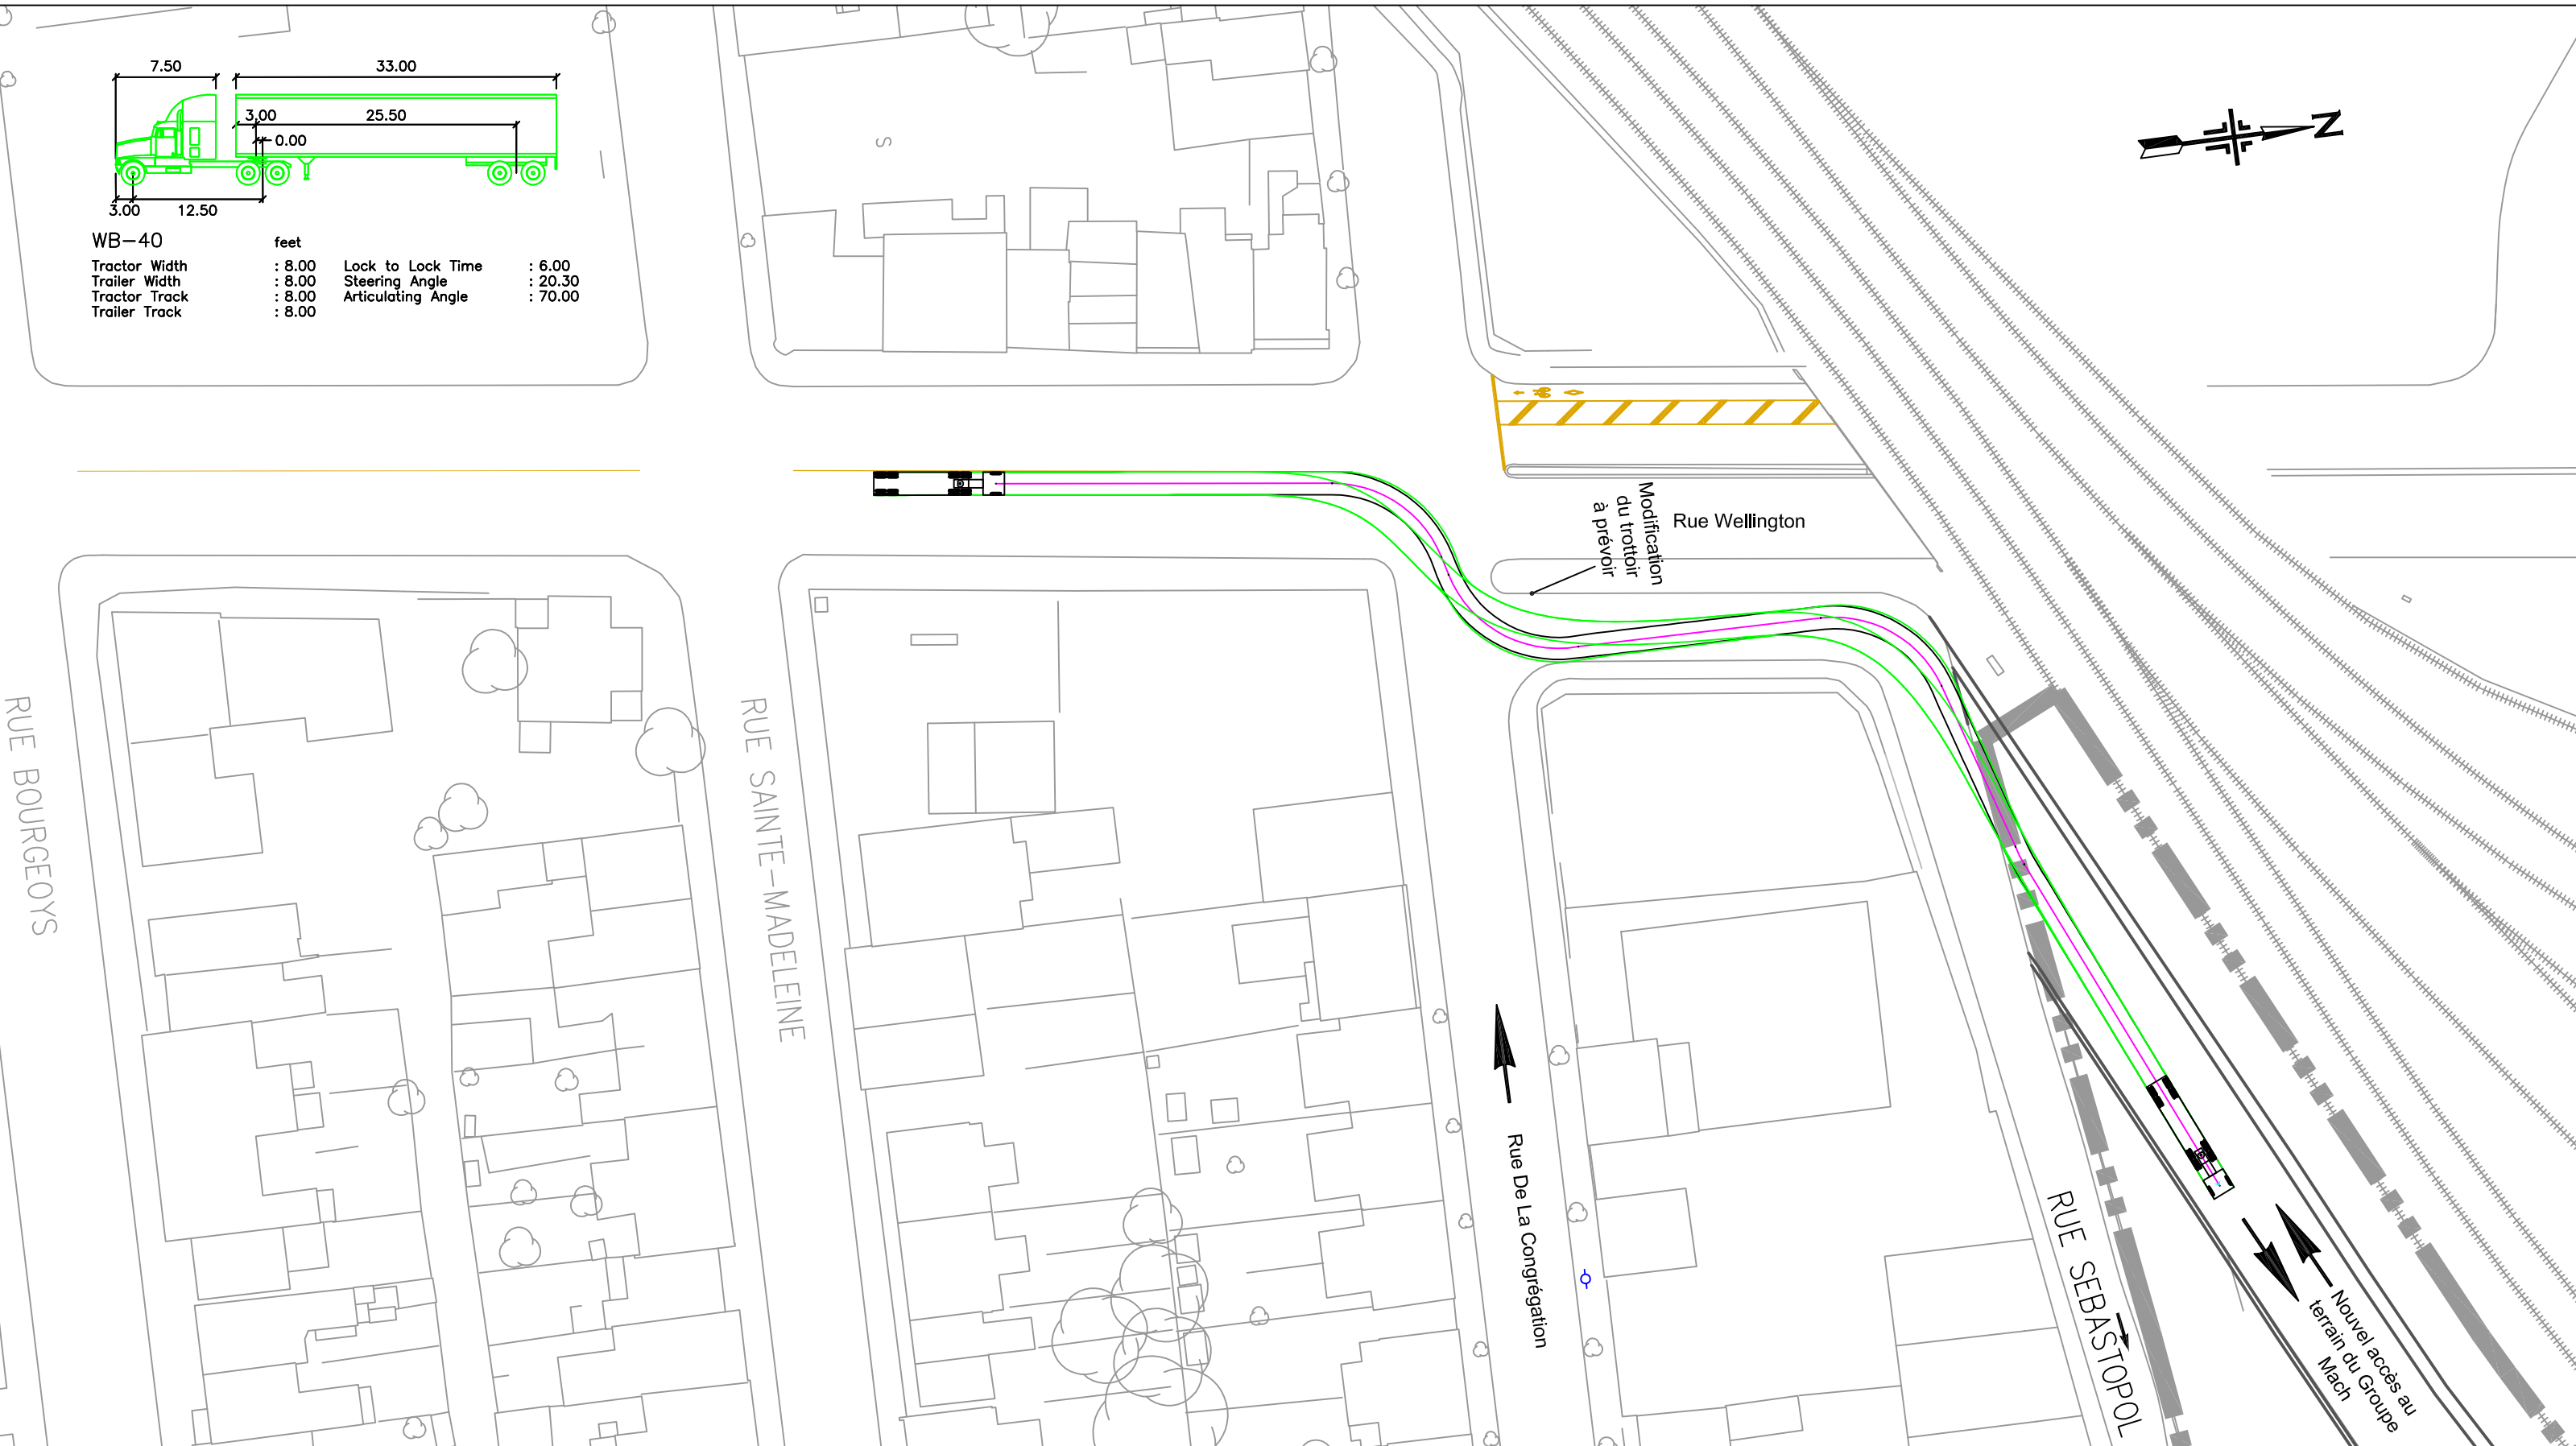 7.50
33.00
3.00
25.50
0.00
3.00
12.50
WB-40
feet
Tractor Width : 8.00 Lock to Lock Time : 6.00
Trailer Width : 8.00 Steering Angle : 20.30
Tractor Track : 8.00 Articulating Angle : 70.00
Trailer Track : 8.00
S
N
Modification
du trottoir
à prévoir
Rue Wellington
RUE BOURGEOYS
RUE SAINTE-MADELEINE
Rue De La Congrégation
RUE SEBASTOPOL
Nouvel accès au
terrain du Groupe
Mach